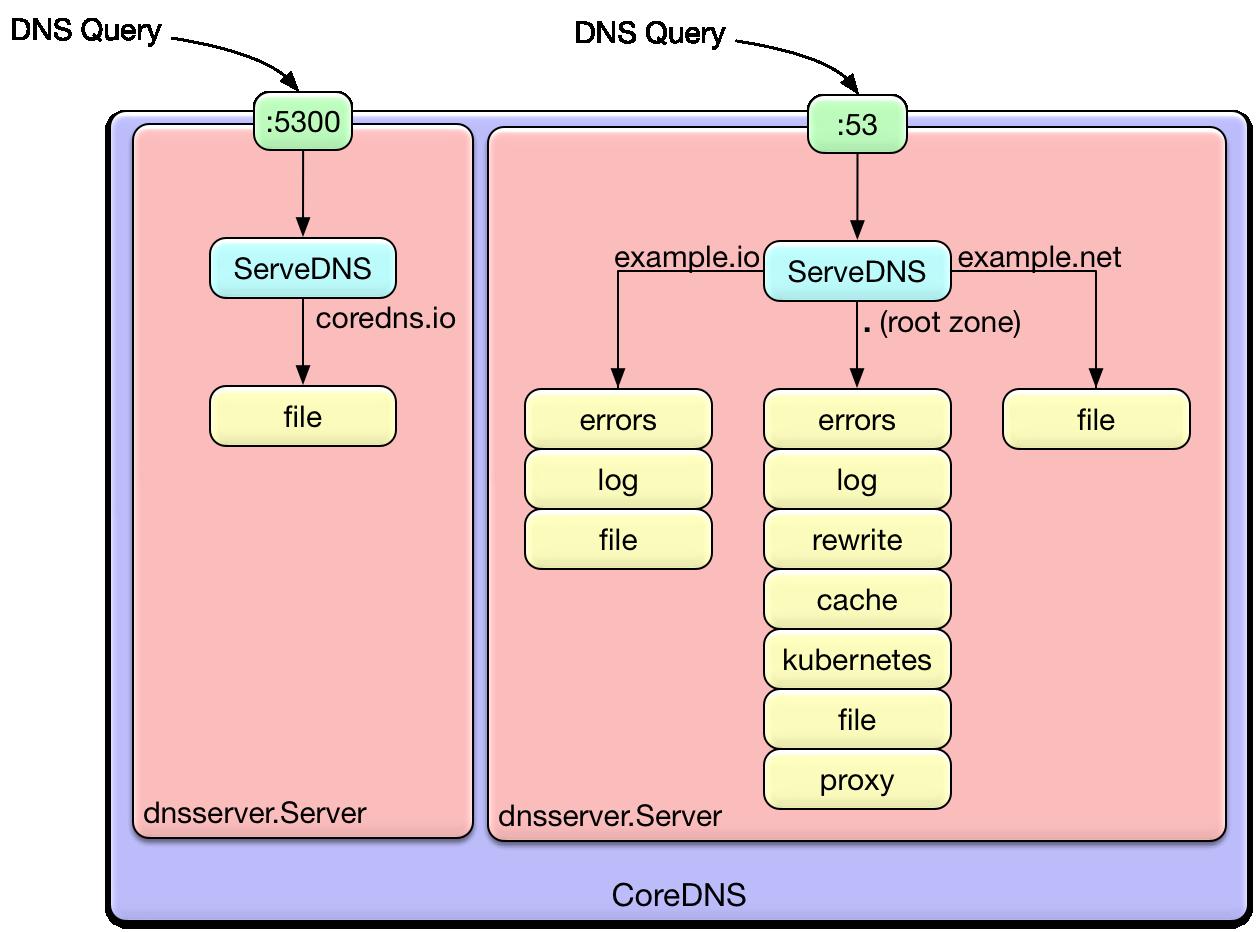 DNS Query
DNS Query
:5300
:53
ServeDNS
coredns.io
file
dnsserver.Server
example.io
ServeDNS
example.net
. (root zone)
errors
log
file
errors
log
rewrite
cache
kubernetes
file
proxy
file
dnsserver.Server
CoreDNS